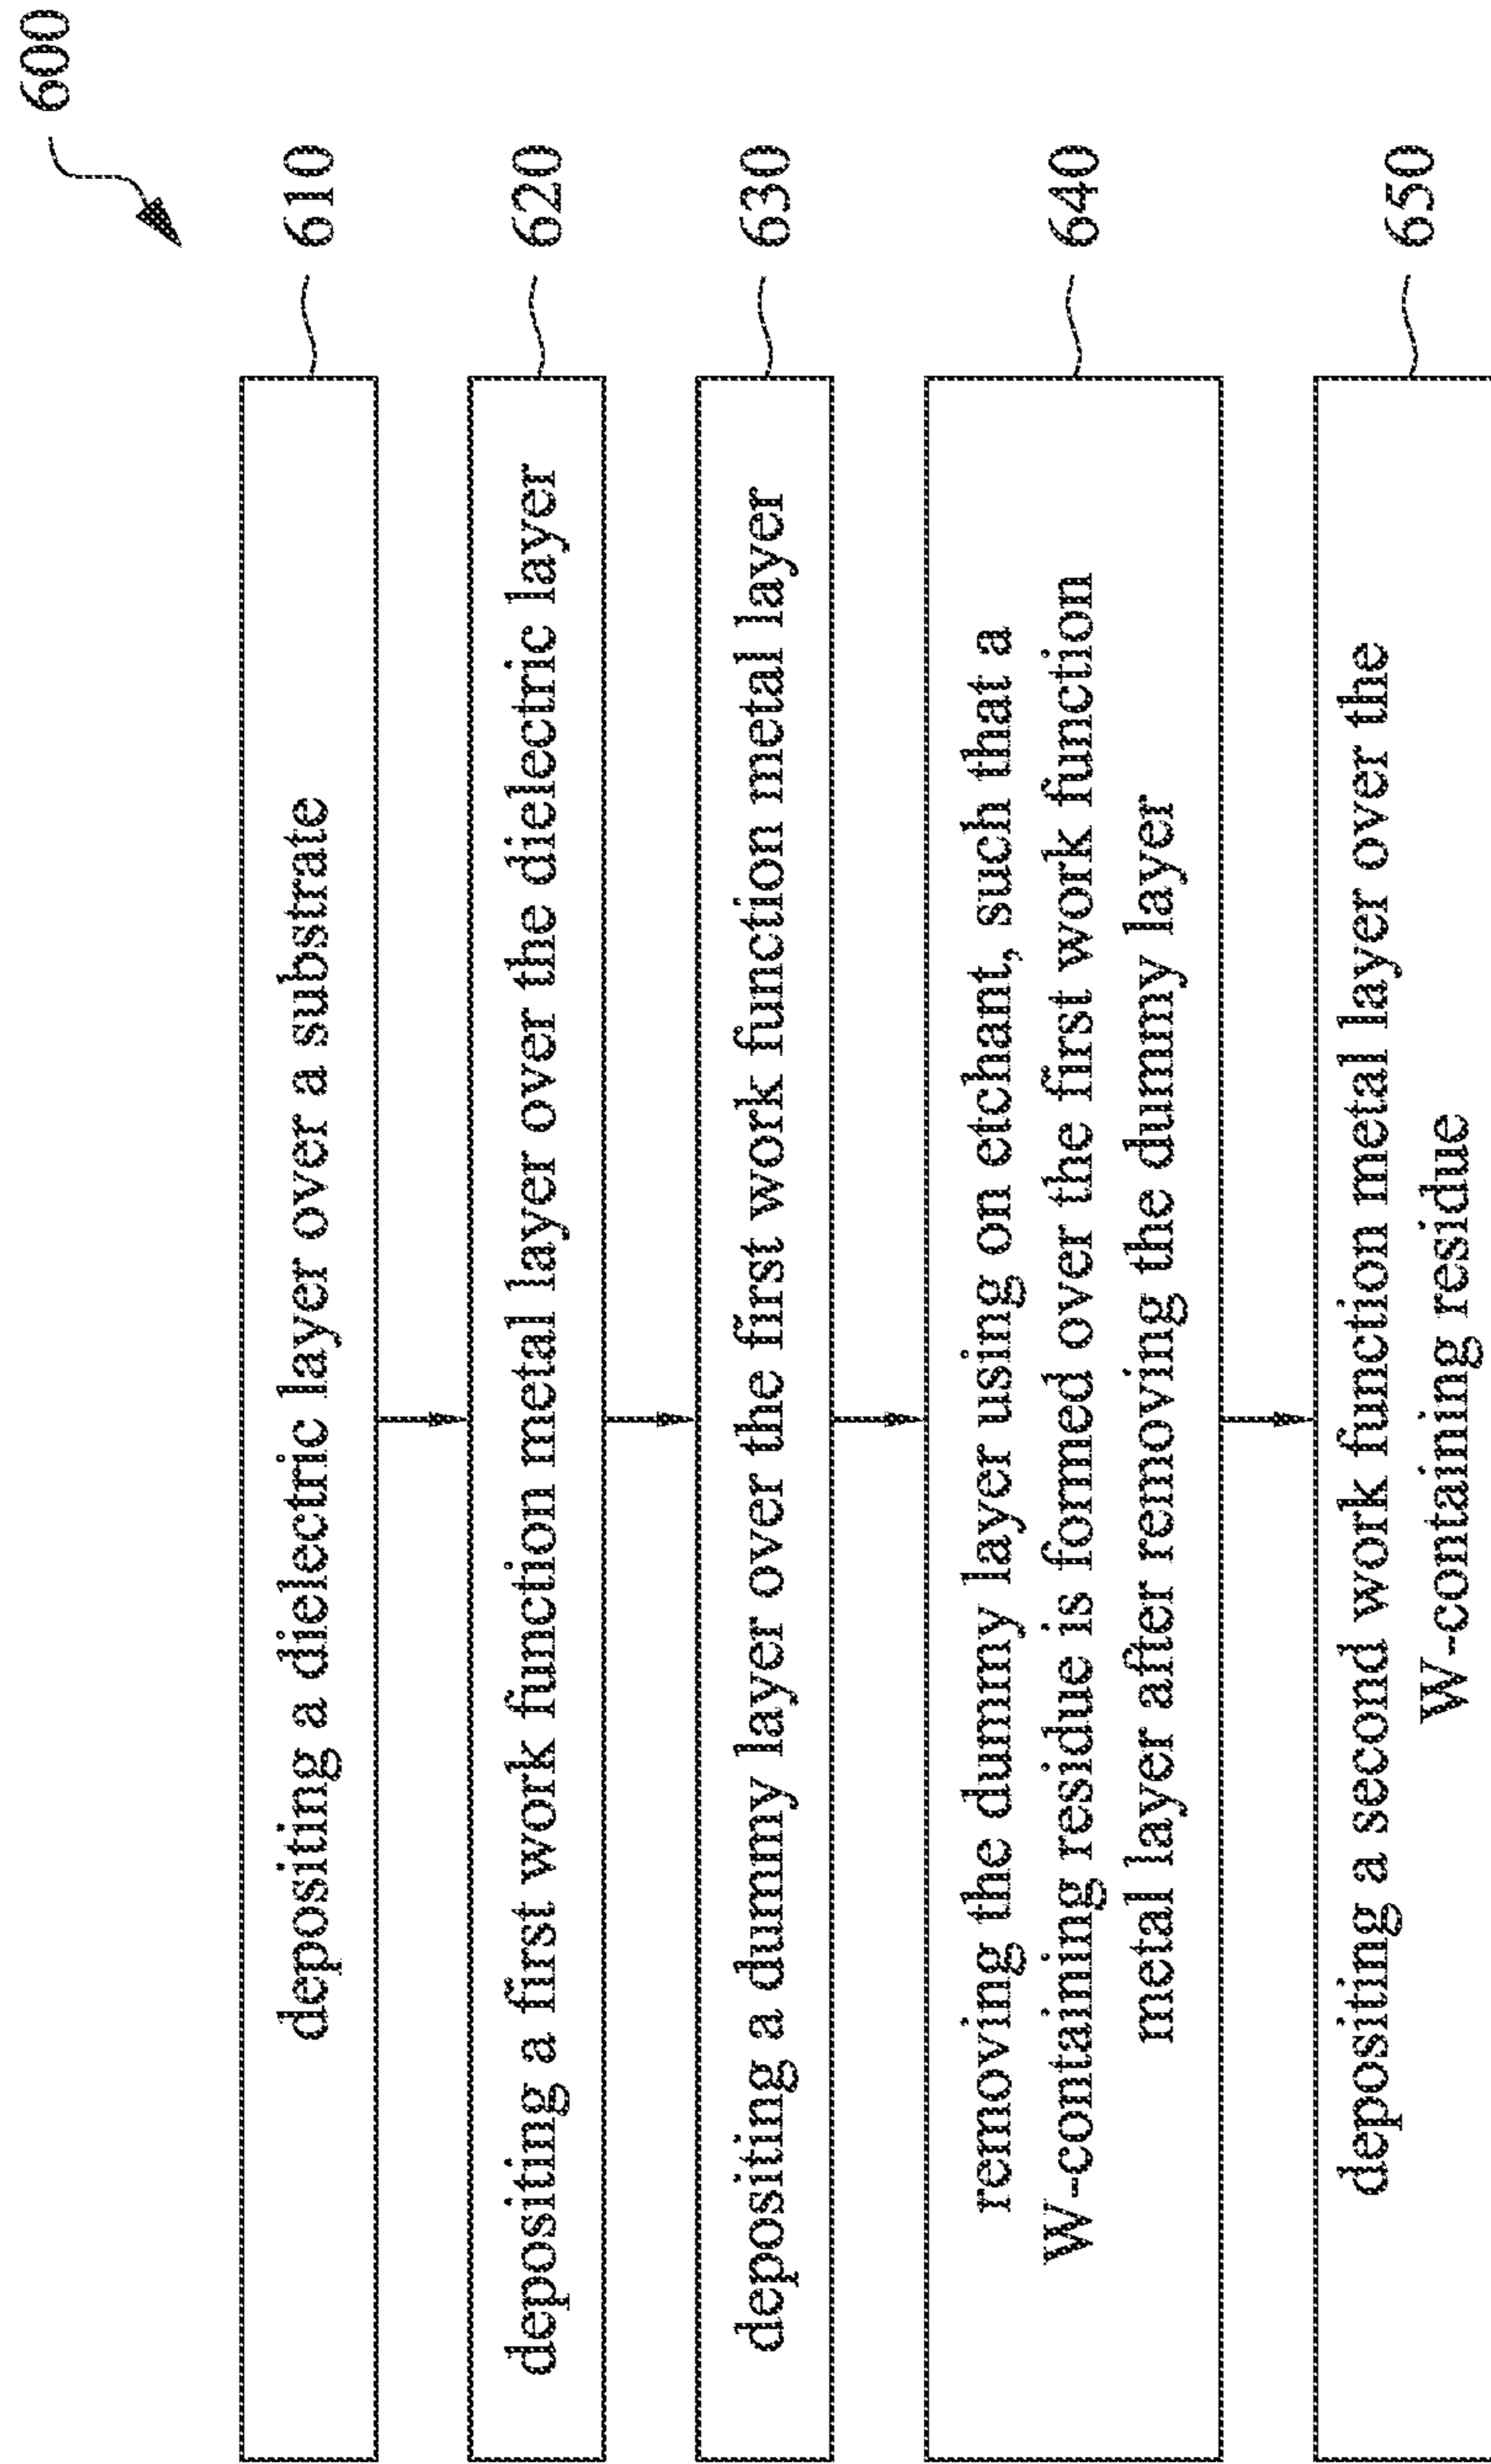 600
depositing a dielectric layer over a substrate
610
depositing a first work function metal layer over the dielectric layer
620
depositing a dummy layer over the first work function metal layer
630
removing the dummy layer using on etchant, such that a
W-containing residue is formed over the first work function
metal layer after removing the dummy layer
640
depositing a second work function metal layer over the
W-containing residue
650